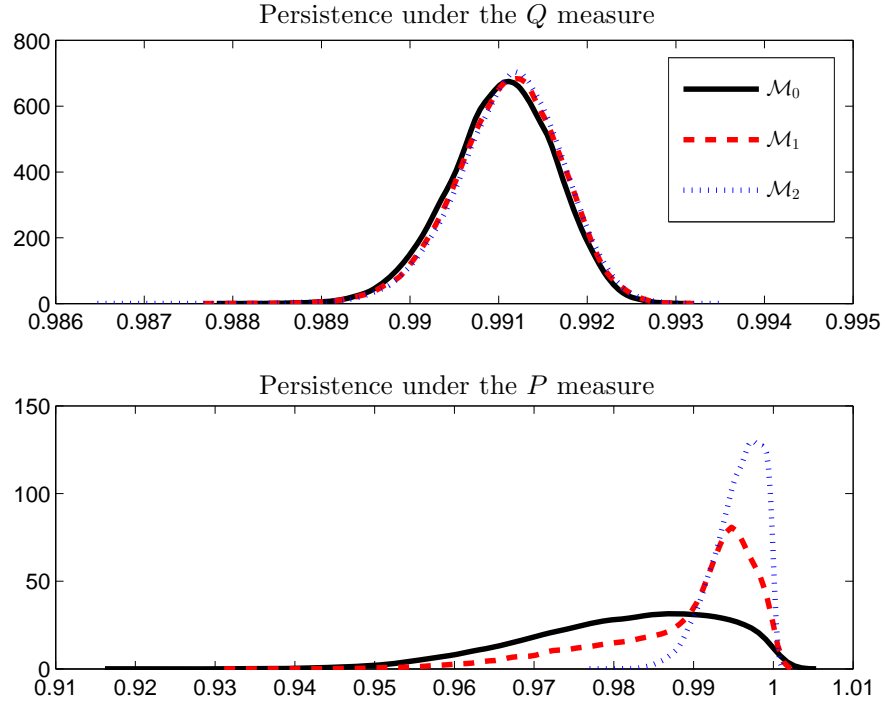 Persistence under the Q measure
800
600
400
200
0
0.986 0.987 0.988 0.989 0.99 0.991 0.992 0.993 0.994 0.995
M₀
M₁
M₂
Persistence under the P measure
150
100
50
0
0.91 0.92 0.93 0.94 0.95 0.96 0.97 0.98 0.99 1 1.01